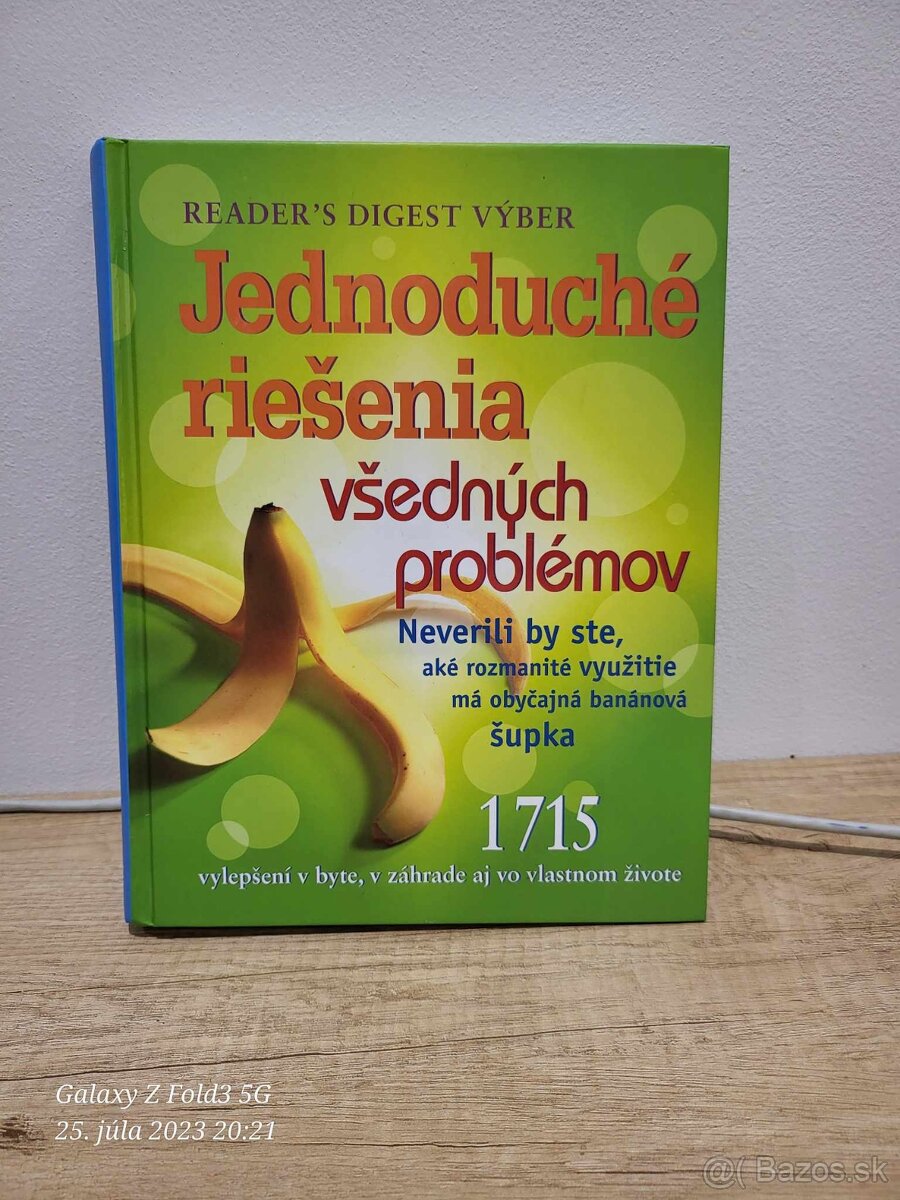 READER'S DIGEST VÝBER
Jednoduché
riešenia
všedných
problémov
Neverili by ste,
aké rozmanité využitie
má obyčajná banánová
šupka
1715
vylepšení v byte, v záhrade aj vo vlastnom živote
Galaxy Z Fold3 5G
25. júla 2023 20:21
@( Bazos.sk